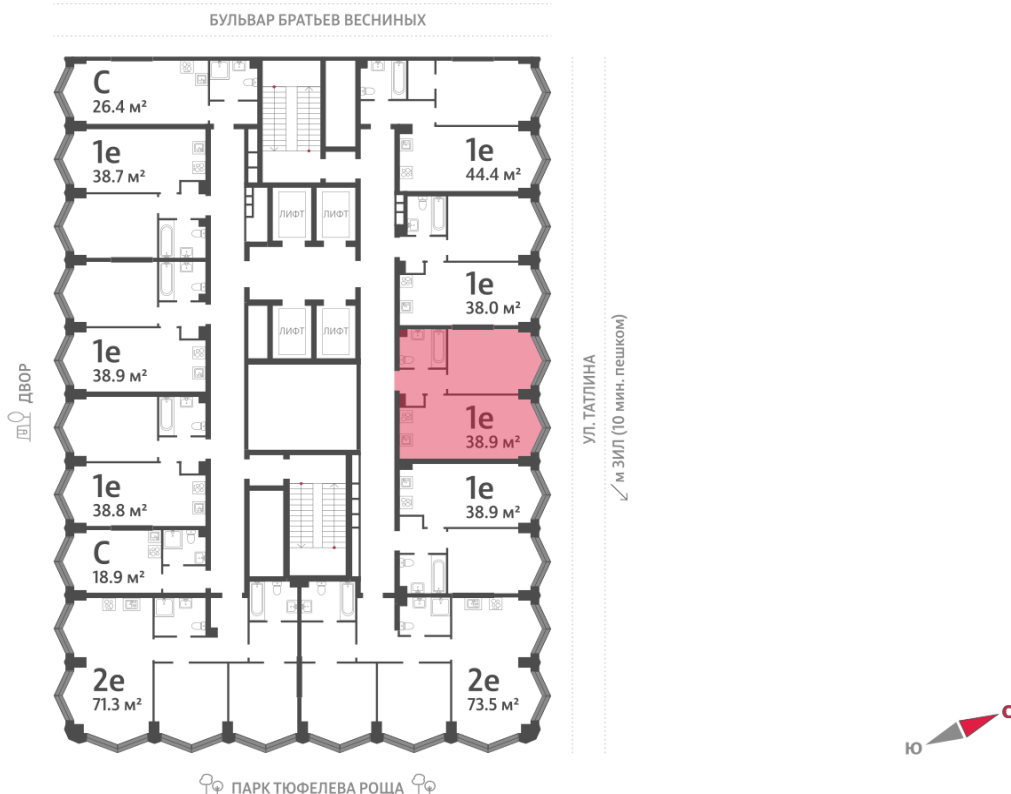 БУЛЬВАР БРАТЬЕВ ВЕСНИНЫХ
С
26.4 м²
1е
38.7 м²
1е
44.4 м²
ЛИФТ
ЛИФТ
1е
38.0 м²
ЛИФТ
ЛИФТ
1е
38.9 м²
1е
38.9 м²
1е
38.8 м²
1е
38.9 м²
С
18.9 м²
2е
71.3 м²
2е
73.5 м²
ДВОР
УЛ. ТАТЛИНА
м ЗИЛ (10 мин. пешком)
ПАРК ТЮФЕЛЕВА РОЩА
Ю
С